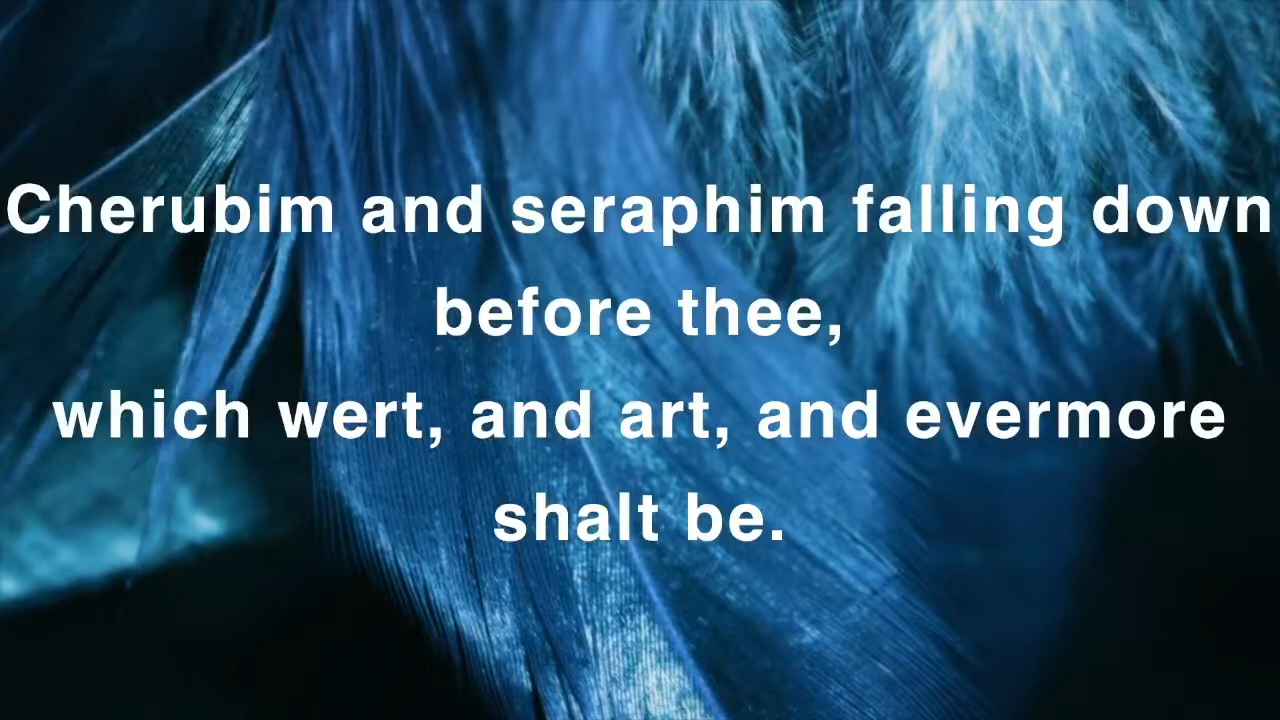 Cherubim and seraphim falling down
before thee,
which wert, and art, and evermore
shalt be.